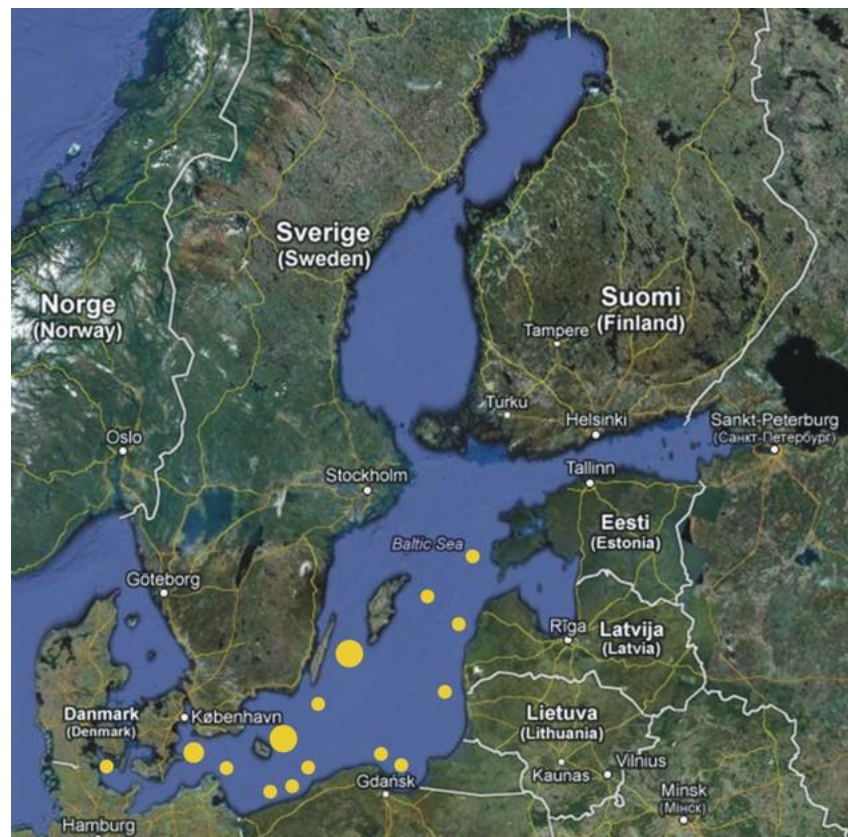 Sverige
(Sweden)
Norge
(Norway)
Suomi
(Finland)
Tampere
Turku
Helsinki
Sankt-Peterburg
(Санкт-Петербург)
Oslo
Stockholm
Tallinn
Eesti
(Estonia)
Baltic Sea
Göteborg
Rīga
Latvija
(Latvia)
Danmark
(Denmark)
København
Lietuva
(Lithuania)
Kaunas
Vilnius
Gdańsk
Minsk
(Мінск)
Hamburg